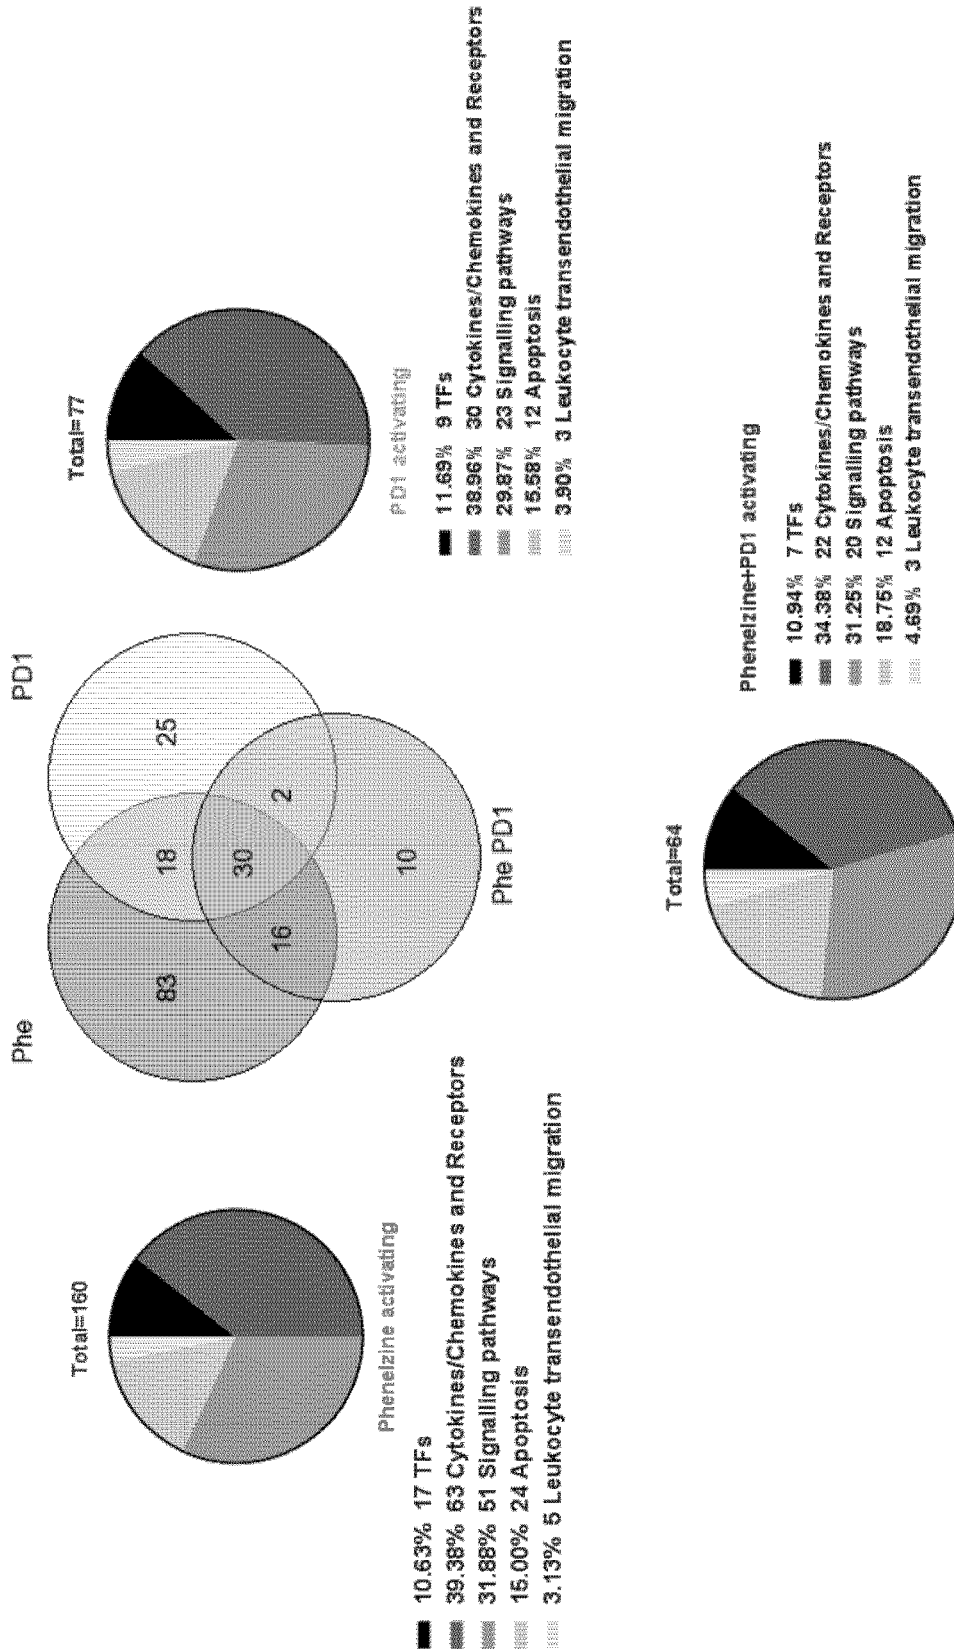 Phe
PD1
83
18
25
30
16
2
10
Phe PD1
Total=160
Phenelzine activating
10.63% 17 TFs
39.38% 63 Cytokines/Chemokines and Receptors
31.88% 51 Signalling pathways
15.00% 24 Apoptosis
3.13% 5 Leukocyte transendothelial migration
Total=77
PD1 activating
11.69% 9 TFs
38.96% 30 Cytokines/Chemokines and Receptors
29.87% 23 Signalling pathways
15.58% 12 Apoptosis
3.90% 3 Leukocyte transendothelial migration
Total=64
Phenelzine+PD1 activating
10.94% 7 TFs
34.38% 22 Cytokines/Chemokines and Receptors
31.25% 20 Signalling pathways
18.75% 12 Apoptosis
4.69% 3 Leukocyte transendothelial migration